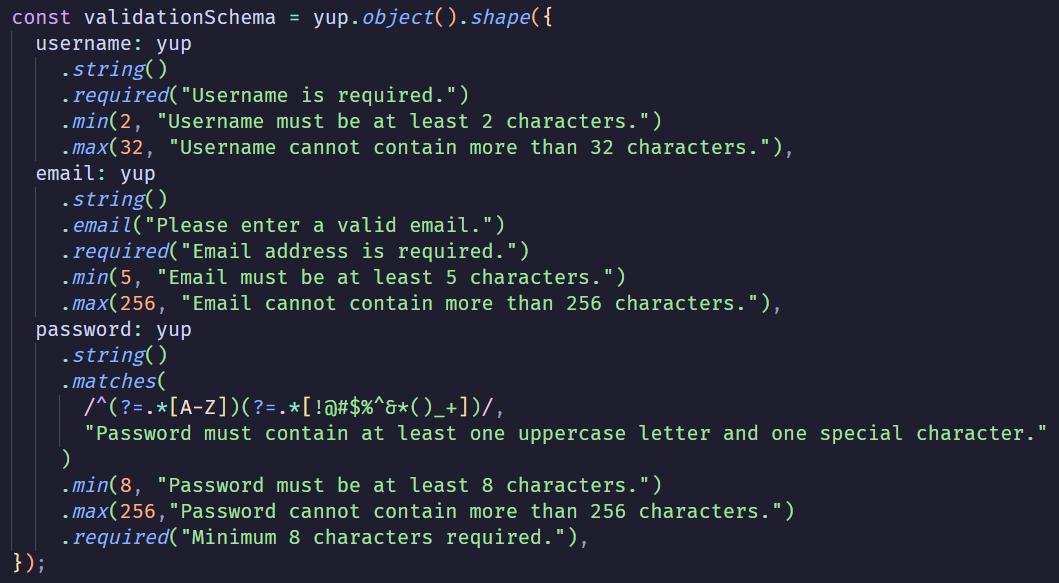 const validationSchema = yup.object().shape({
  username: yup
    .string()
    .required("Username is required.")
    .min(2, "Username must be at least 2 characters.")
    .max(32, "Username cannot contain more than 32 characters."),
  email: yup
    .string()
    .email("Please enter a valid email.")
    .required("Email address is required.")
    .min(5, "Email must be at least 5 characters.")
    .max(256, "Email cannot contain more than 256 characters."),
  password: yup
    .string()
    .matches(
      /^(?=.*[A-Z])(?=.*[!@#$%^&*()_+])/,
      "Password must contain at least one uppercase letter and one special character."
    )
    .min(8, "Password must be at least 8 characters.")
    .max(256,"Password cannot contain more than 256 characters.")
    .required("Minimum 8 characters required."),
});